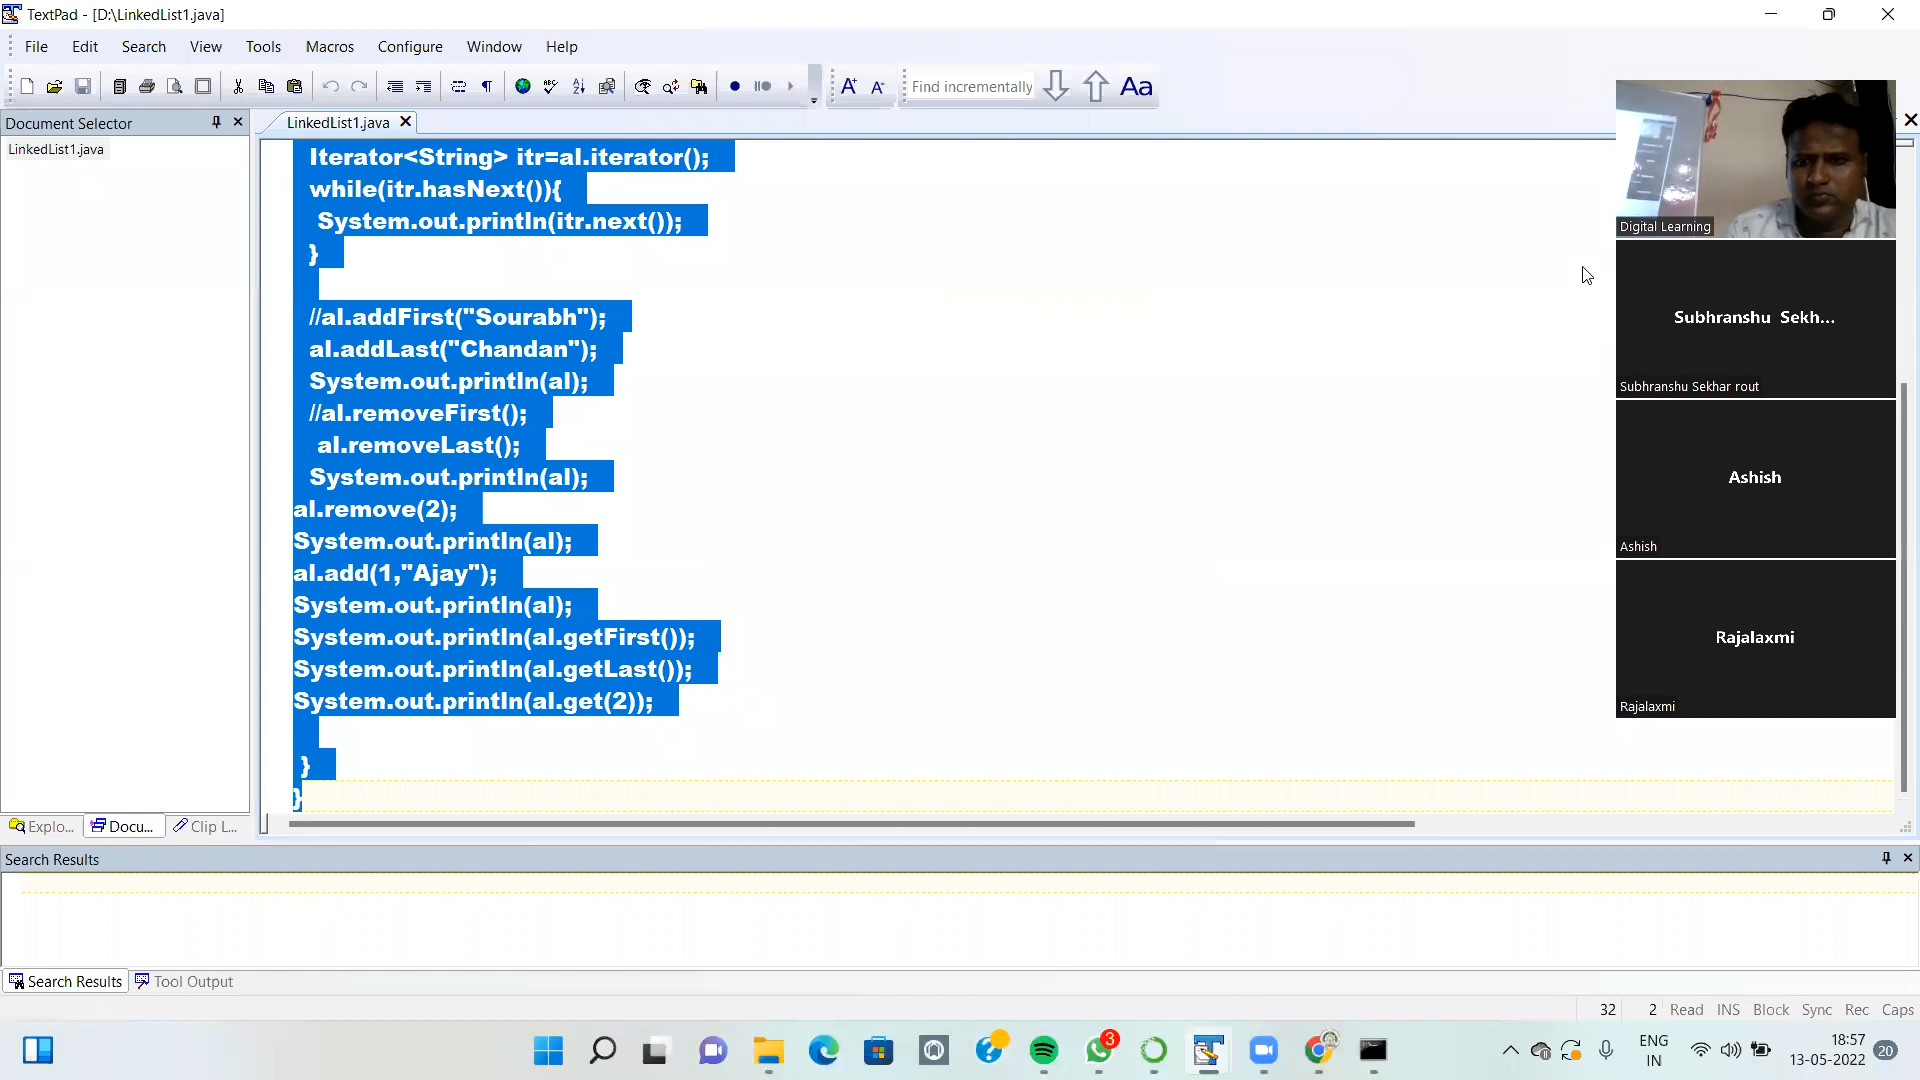 TextPad - [D:\LinkedList1.java]
File Edit Search View Tools Macros Configure Window Help
Find incrementally
Document Selector
LinkedList1.java
LinkedList1.java
Iterator<String> itr=al.iterator();
while(itr.hasNext()){
System.out.println(itr.next());
}
//al.addFirst("Sourabh");
al.addLast("Chandan");
System.out.println(al);
//al.removeFirst();
al.removeLast();
System.out.println(al);
al.remove(2);
System.out.println(al);
al.add(1,"Ajay");
System.out.println(al);
System.out.println(al.getFirst());
System.out.println(al.getLast());
System.out.println(al.get(2));
}
}
Digital Learning
Subhranshu Sekh...
Subhranshu Sekhar rout
Ashish
Ashish
Rajalaxmi
Rajalaxmi
Explo... Docu... Clip L...
Search Results
Search Results Tool Output
32 2 Read INS Block Sync Rec Caps
3
ENG
IN
18:57
13-05-2022
20